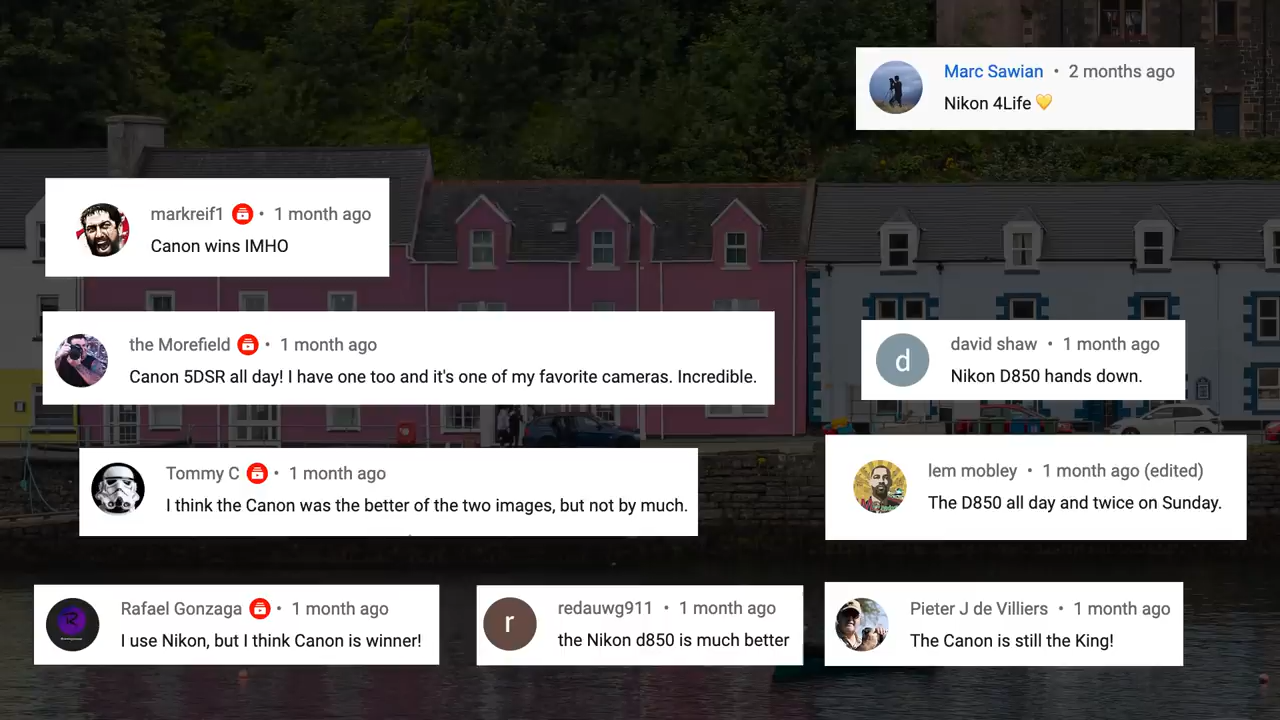 Marc Sawian • 2 months ago
Nikon 4Life 💛
markreif1 • 1 month ago
Canon wins IMHO
the Morefield • 1 month ago
Canon 5DSR all day! I have one too and it's one of my favorite cameras. Incredible.
david shaw • 1 month ago
d
Nikon D850 hands down.
Tommy C • 1 month ago
I think the Canon was the better of the two images, but not by much.
lem mobley • 1 month ago (edited)
The D850 all day and twice on Sunday.
Rafael Gonzaga • 1 month ago
R
I use Nikon, but I think Canon is winner!
redauwg911 • 1 month ago
r
the Nikon d850 is much better
Pieter J de Villiers • 1 month ago
The Canon is still the King!